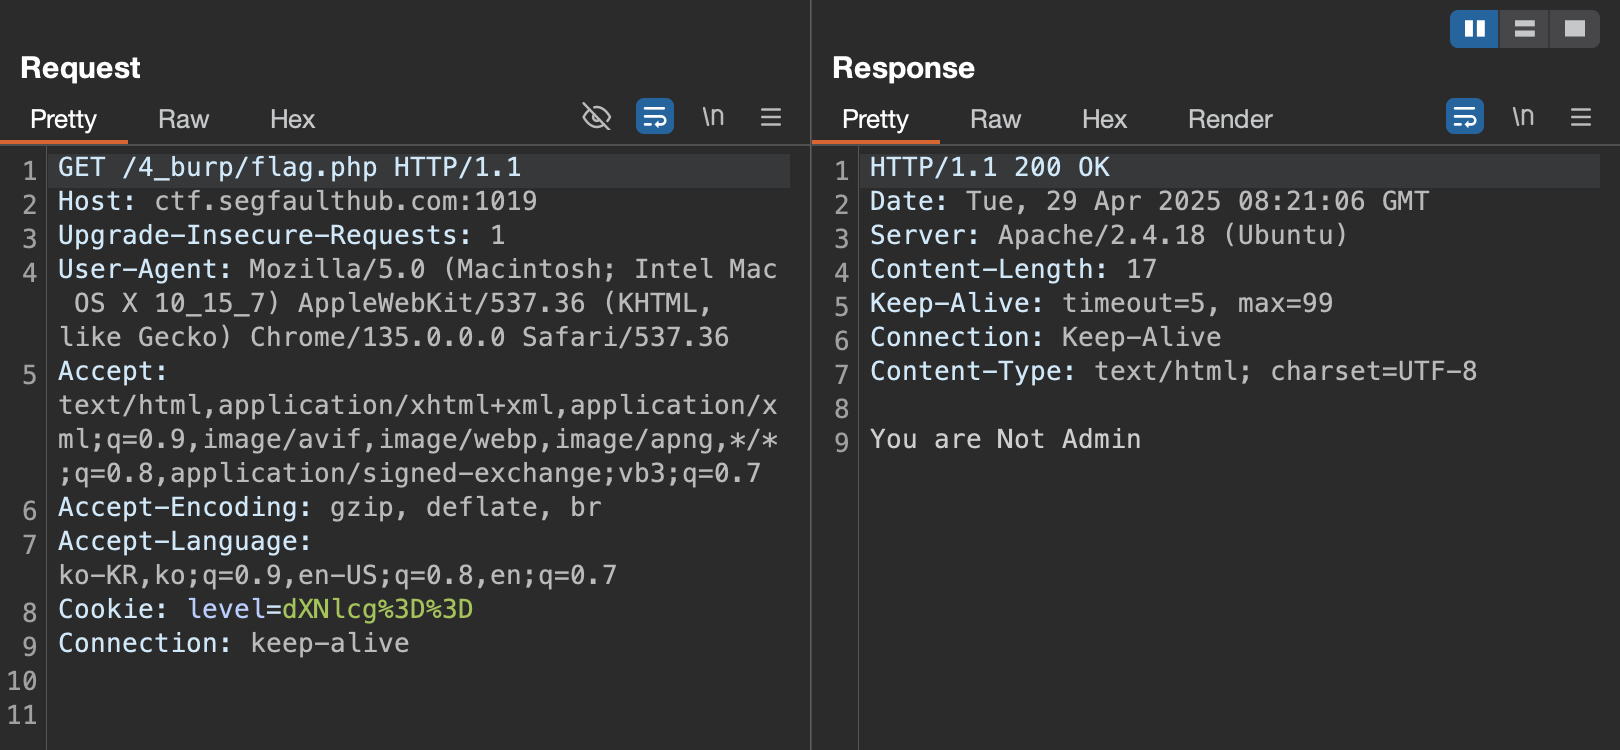 Request
Pretty Raw Hex \n
1 GET /4_burp/flag.php HTTP/1.1
2 Host: ctf.segfaulthub.com:1019
3 Upgrade-Insecure-Requests: 1
4 User-Agent: Mozilla/5.0 (Macintosh; Intel Mac
OS X 10_15_7) AppleWebKit/537.36 (KHTML,
like Gecko) Chrome/135.0.0.0 Safari/537.36
5 Accept:
text/html,application/xhtml+xml,application/x
ml;q=0.9,image/avif,image/webp,image/apng,*/*
;q=0.8,application/signed-exchange;vb3;q=0.7
6 Accept-Encoding: gzip, deflate, br
7 Accept-Language:
ko-KR,ko;q=0.9,en-US;q=0.8,en;q=0.7
8 Cookie: level=dXNlcg%3D%3D
9 Connection: keep-alive
10
11
Response
Pretty Raw Hex Render \n
1 HTTP/1.1 200 OK
2 Date: Tue, 29 Apr 2025 08:21:06 GMT
3 Server: Apache/2.4.18 (Ubuntu)
4 Content-Length: 17
5 Keep-Alive: timeout=5, max=99
6 Connection: Keep-Alive
7 Content-Type: text/html; charset=UTF-8
8
9 You are Not Admin